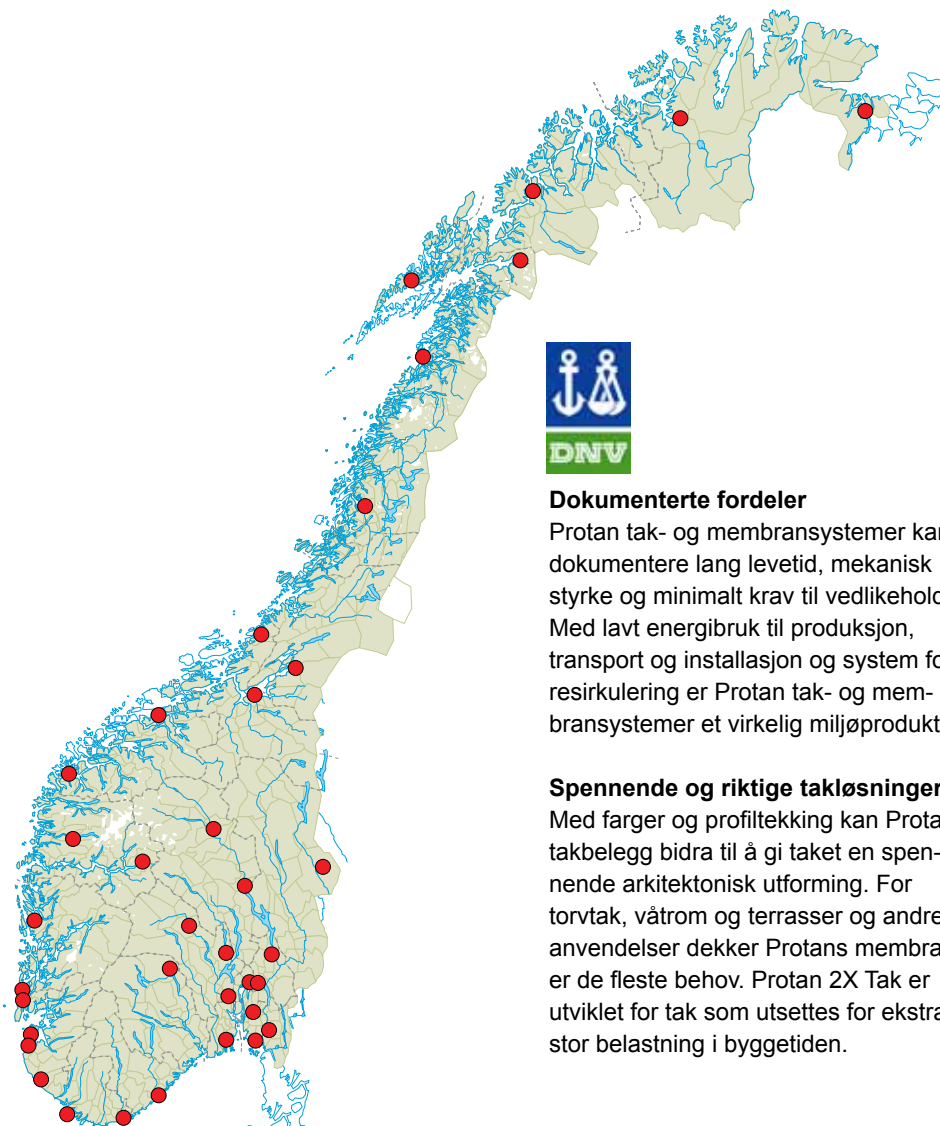 DNV
Dokumenterte fordeler
Protan tak- og membransystemer kan
dokumentere lang levetid, mekanisk
styrke og minimalt krav til vedlikehold
Med lavt energibruk til produksjon,
transport og installasjon og system fo
resirkulering er Protan tak- og mem-
bransystemer et virkelig miljøprodukt
Spennende og riktige takløsninger
Med farger og profiltekking kan Prota
takbelegg bidra til å gi taket en spen-
nende arkitektonisk utforming. For
torvtak, våtrom og terrasser og andre
anvendelser dekker Protans membra
er de fleste behov. Protan 2X Tak er
utviklet for tak som utsettes for ekstra
stor belastning i byggetiden.